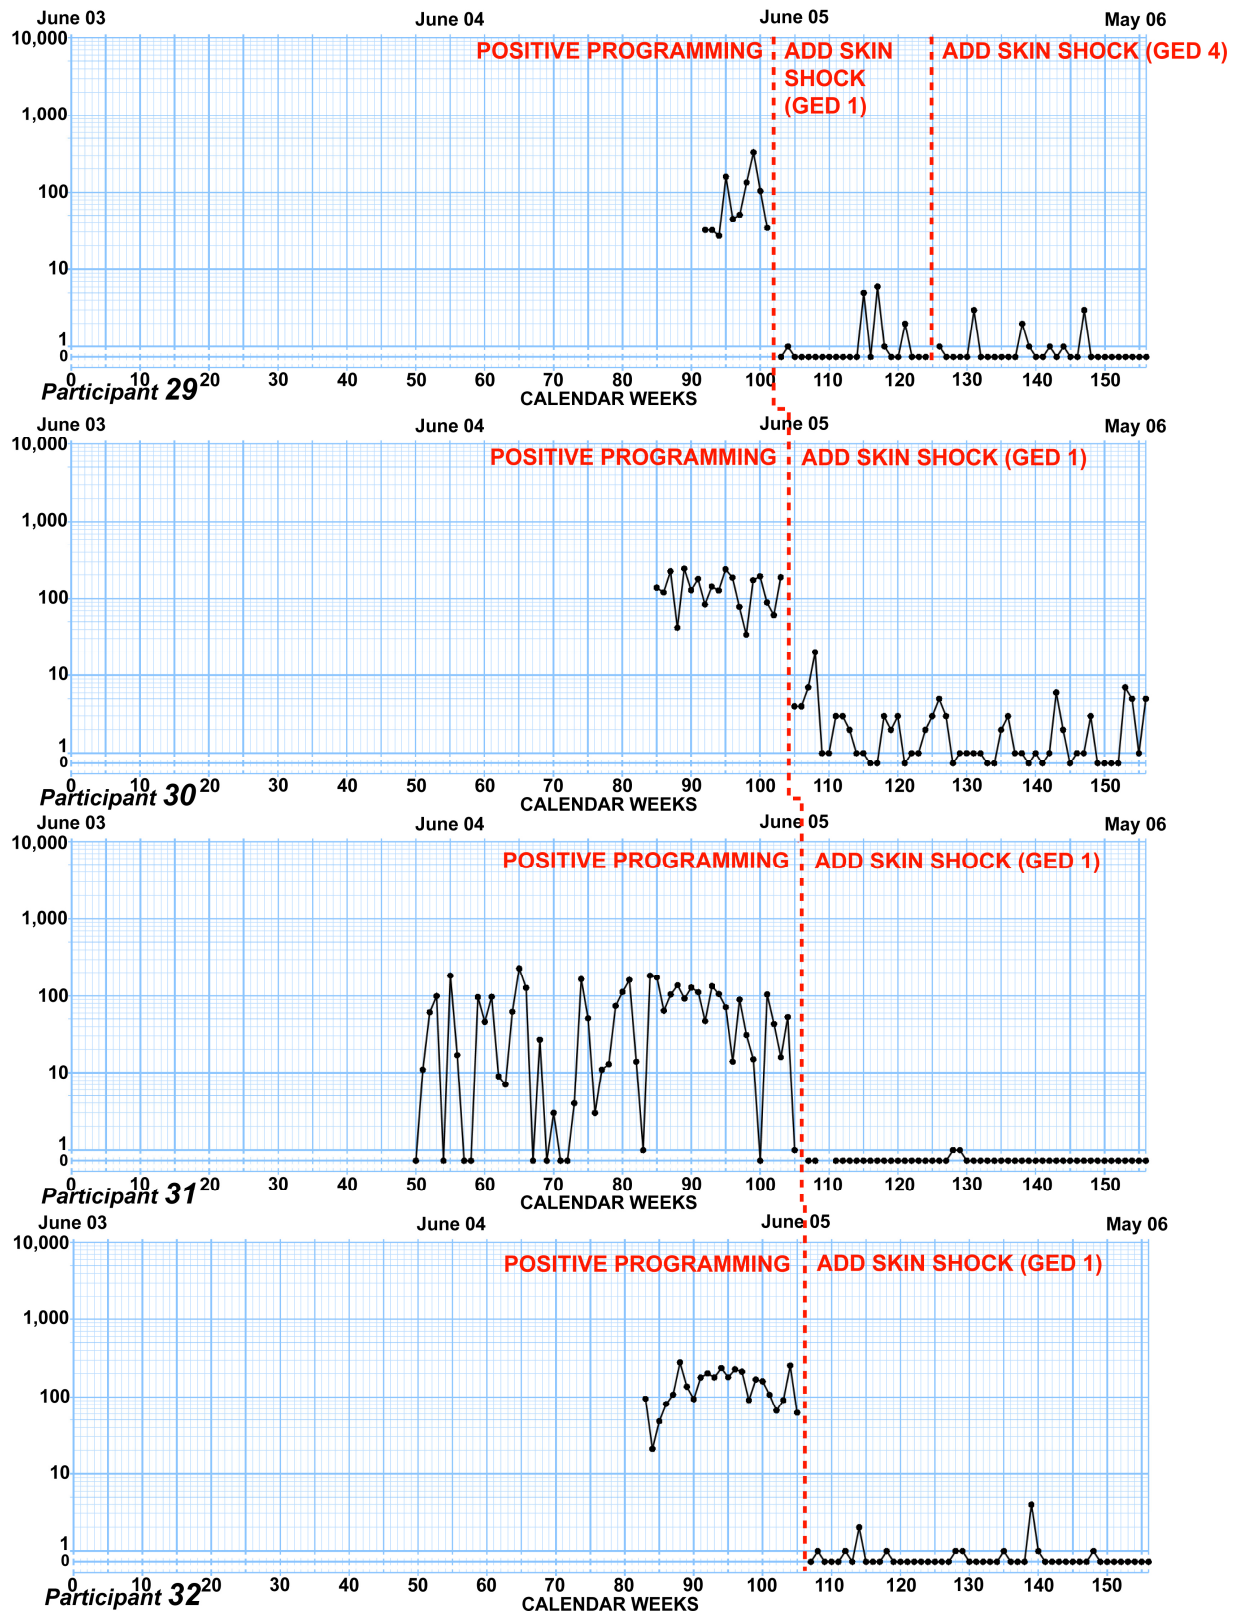 June 03 June 04 June 05 May 06
10,000
POSITIVE PROGRAMMING ADD SKIN SHOCK (GED 1) ADD SKIN SHOCK (GED 4)
1,000
100
10
1
0
0 10 20 30 40 50 60 70 80 90 100 110 120 130 140 150
Participant 29 CALENDAR WEEKS
June 03 June 04 June 05 May 06
10,000
POSITIVE PROGRAMMING ADD SKIN SHOCK (GED 1)
1,000
100
10
1
0
0 10 20 30 40 50 60 70 80 90 100 110 120 130 140 150
Participant 30 CALENDAR WEEKS
June 03 June 04 June 05 May 06
10,000
POSITIVE PROGRAMMING ADD SKIN SHOCK (GED 1)
1,000
100
10
1
0
0 10 20 30 40 50 60 70 80 90 100 110 120 130 140 150
Participant 31 CALENDAR WEEKS
June 03 June 04 June 05 May 06
10,000
POSITIVE PROGRAMMING ADD SKIN SHOCK (GED 1)
1,000
100
10
1
0
0 10 20 30 40 50 60 70 80 90 100 110 120 130 140 150
Participant 32 CALENDAR WEEKS